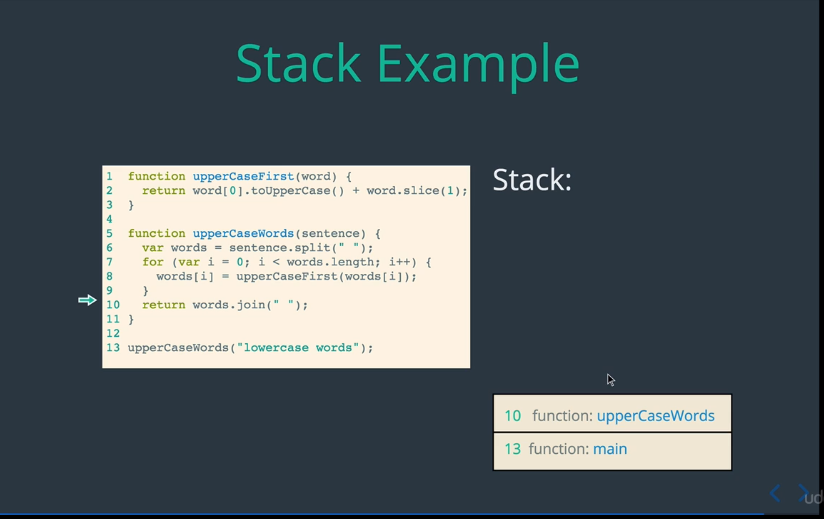 Stack Example
Stack:
1 function upperCaseFirst(word) {
2 return word[0].toUpperCase() + word.slice(1);
3 }
4
5 function upperCaseWords(sentence) {
6 var words = sentence.split(" ");
7 for (var i = 0; i < words.length; i++) {
8 words[i] = upperCaseFirst(words[i]);
9 }
10 return words.join(" ");
11 }
12
13 upperCaseWords("lowercase words");
10 function: upperCaseWords
13 function: main
ud